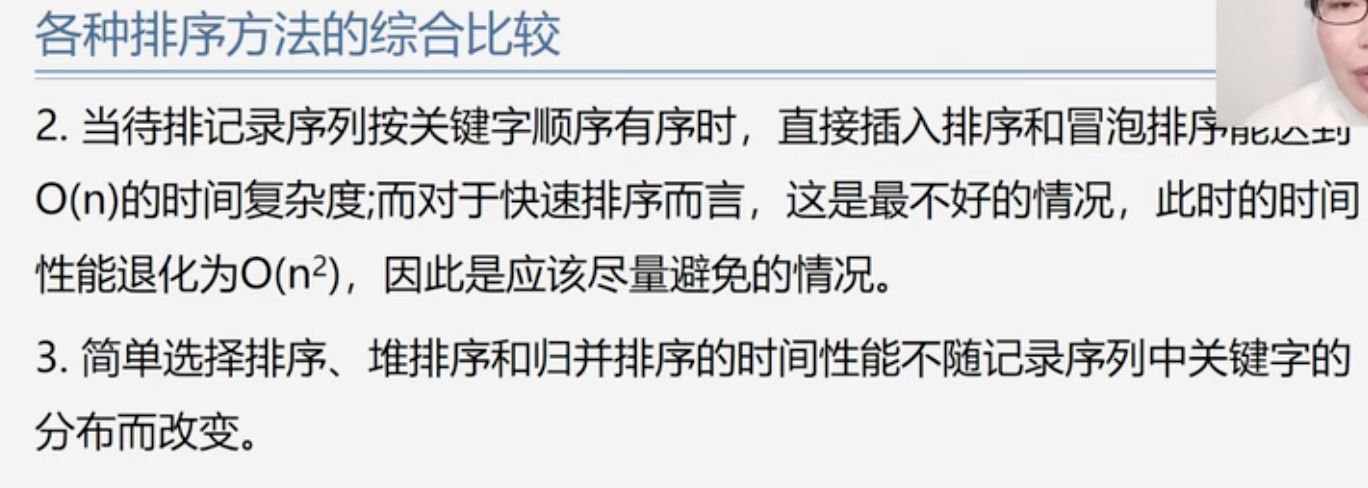 各种排序方法的综合比较
2. 当待排记录序列按关键字顺序有序时，直接插入排序和冒泡排序能达到
O(n)的时间复杂度;而对于快速排序而言，这是最不好的情况，此时的时间
性能退化为O(n²)，因此是应该尽量避免的情况。
3. 简单选择排序、堆排序和归并排序的时间性能不随记录序列中关键字的
分布而改变。